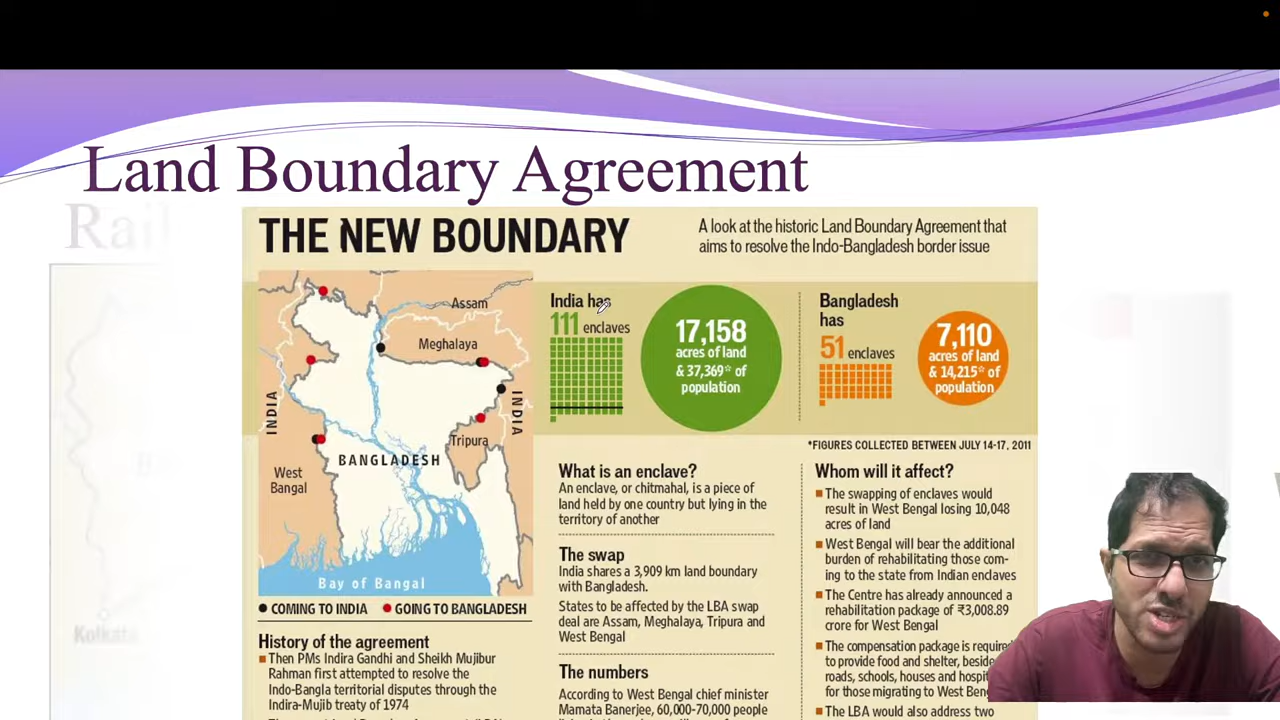 Land Boundary Agreement
Rail
THE NEW BOUNDARY
A look at the historic Land Boundary Agreement that
aims to resolve the Indo-Bangladesh border issue
Assam
Meghalaya
INDIA
INDIA
Tripura
BANGLADESH
West
Bengal
Bay of Bangal
COMING TO INDIA
GOING TO BANGLADESH
India has
111 enclaves
17,158
acres of land
& 37,369* of
population
Bangladesh
has
51 enclaves
7,110
acres of land
& 14,215* of
population
*FIGURES COLLECTED BETWEEN JULY 14-17, 2011
History of the agreement
Then PMs Indira Gandhi and Sheikh Mujibur
Rahman first attempted to resolve the
Indo-Bangla territorial disputes through the
Indira-Mujib treaty of 1974
What is an enclave?
An enclave, or chitmahal, is a piece of
land held by one country but lying in the
territory of another
The swap
India shares a 3,909 km land boundary
with Bangladesh.
States to be affected by the LBA swap
deal are Assam, Meghalaya, Tripura and
West Bengal
The numbers
According to West Bengal chief minister
Mamata Banerjee, 60,000-70,000 people
Whom will it affect?
The swapping of enclaves would
result in West Bengal losing 10,048
acres of land
West Bengal will bear the additional
burden of rehabilitating those com-
ing to the state from Indian enclaves
The Centre has already announced a
rehabilitation package of ₹3,008.89
crore for West Bengal
The compensation package is require
to provide food and shelter, beside
roads, schools, houses and hospit
for those migrating to West Ben
The LBA would also address two
Kolkata